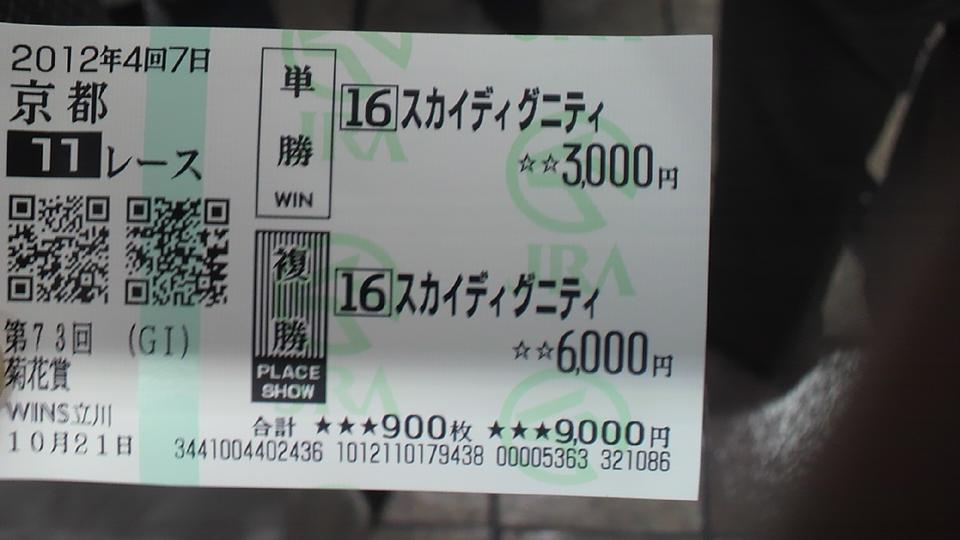 2012年4回7日
京都
11レース
第73回 (GI)
菊花賞
WINS立川
10月21日
単勝
WIN
16スカイディグニティ
☆☆3,000円
複勝
PLACE
SHOW
16スカイディグニティ
☆☆6,000円
合計 ★★★900枚 ★★★9,000円
3441004402436 1012110179438 00005363 321086
JRA
JRA
JRA
JRA